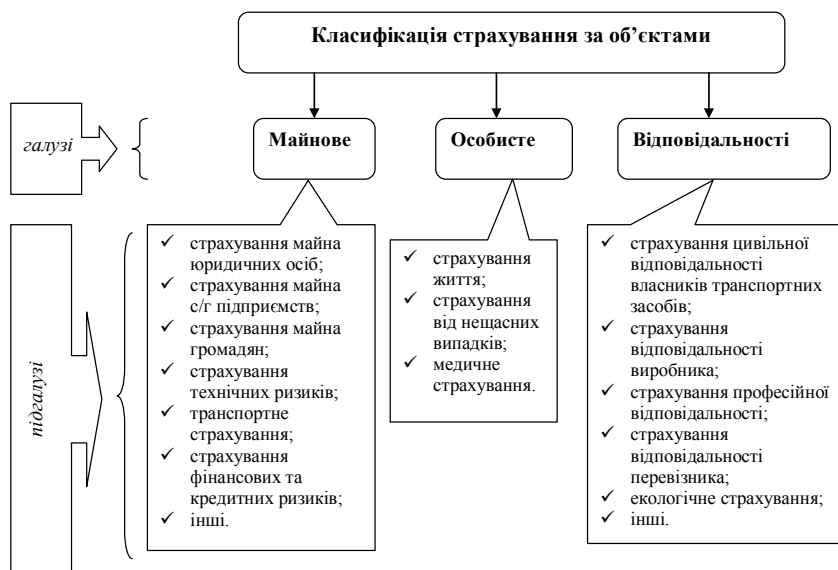 Класифікація страхування за об’єктами
галузі
Майнове
Особисте
Відповідальності
підгалузі
✓ страхування майна
юридичних осіб;
✓ страхування майна
с/г підприємств;
✓ страхування майна
громадян;
✓ страхування
технічних ризиків;
✓ транспортне
страхування;
✓ страхування
фінансових та
кредитних ризиків;
✓ інші.
✓ страхування
життя;
✓ страхування
від нещасних
випадків;
✓ медичне
страхування.
✓ страхування цивільної
відповідальності
власників транспортних
засобів;
✓ страхування
відповідальності
виробника;
✓ страхування професійної
відповідальності;
✓ страхування
відповідальності
перевізника;
✓ екологічне страхування;
✓ інші.